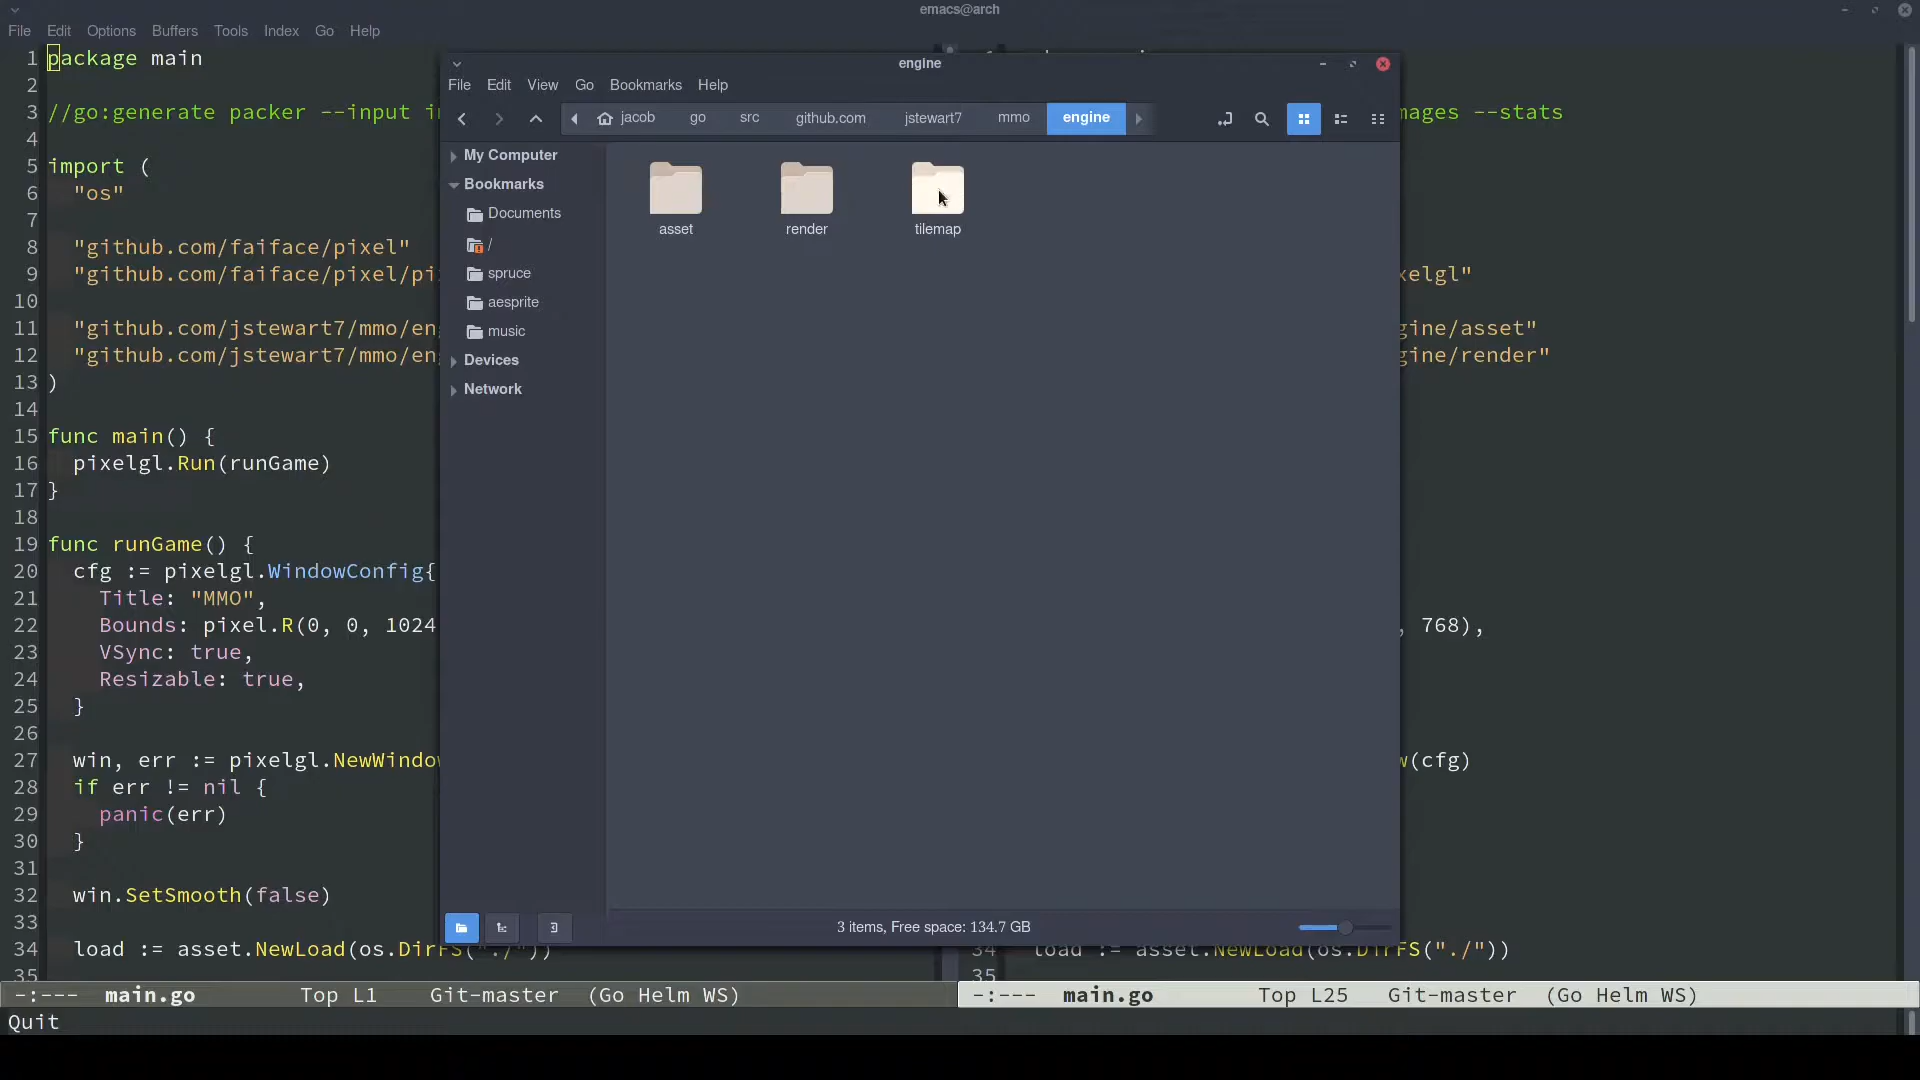 emacs@arch
File Edit Options Buffers Tools Index Go Help
1 package main
2
3 //go:generate packer --input i
4
5 import (
6 "os"
7
8 "github.com/faiface/pixel"
9 "github.com/faiface/pixel/pi
10
11 "github.com/jstewart7/mmo/en
12 "github.com/jstewart7/mmo/en
13 )
14
15 func main() {
16 pixelgl.Run(runGame)
17 }
18
19 func runGame() {
20 cfg := pixelgl.WindowConfig{
21 Title: "MMO",
22 Bounds: pixel.R(0, 0, 1024
23 VSync: true,
24 Resizable: true,
25 }
26
27 win, err := pixelgl.NewWindow
28 if err != nil {
29 panic(err)
30 }
31
32 win.SetSmooth(false)
33
34 load := asset.NewLoad(os.DirFS("./"))
35
engine
File Edit View Go Bookmarks Help
jacob go src github.com jstewart7 mmo engine
My Computer
Bookmarks
Documents
/
spruce
aesprite
music
Devices
Network
asset render tilemap
3 items, Free space: 134.7 GB
mages --stats
xelgl"
gine/asset"
gine/render"
, 768),
w(cfg)
34 load := asset.NewLoad(os.DirFS("./"))
35
-:--- main.go Top L1 Git-master (Go Helm WS)
-:--- main.go Top L25 Git-master (Go Helm WS)
Quit